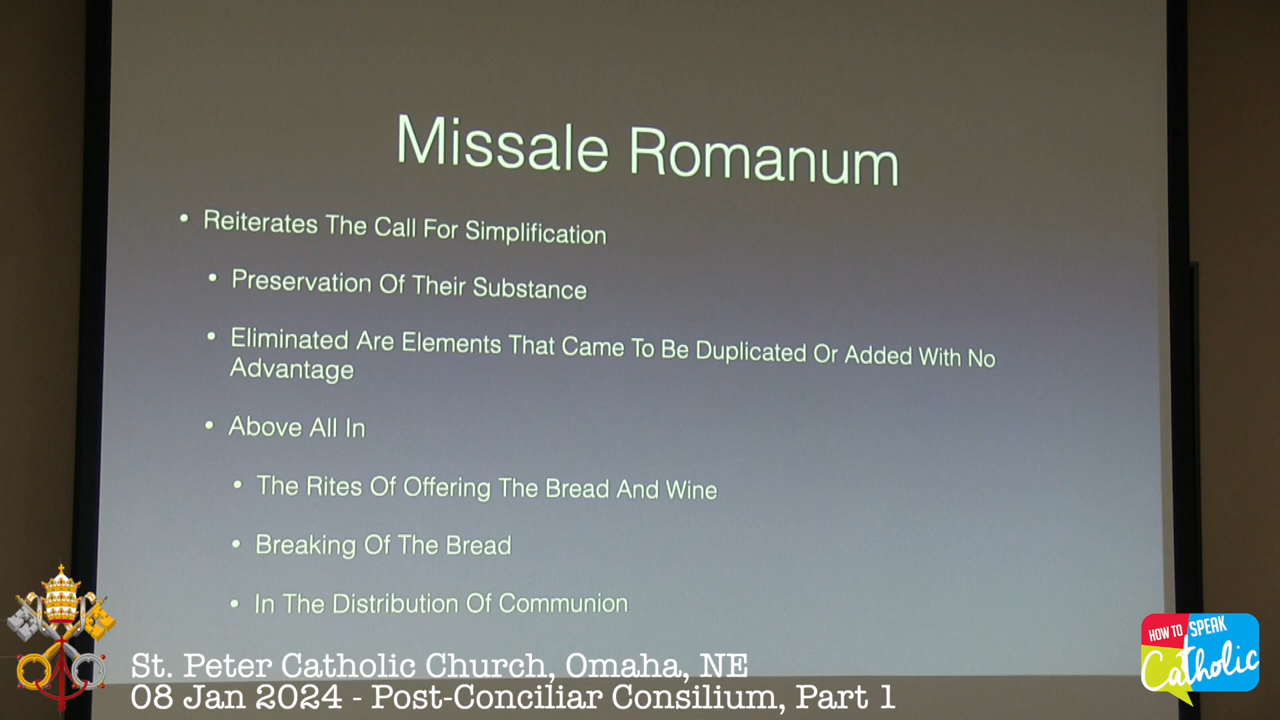 Missale Romanum
• Reiterates The Call For Simplification
• Preservation Of Their Substance
• Eliminated Are Elements That Came To Be Duplicated Or Added With No
Advantage
• Above All In
• The Rites Of Offering The Bread And Wine
• Breaking Of The Bread
• In The Distribution Of Communion
St. Peter Catholic Church, Omaha, NE
08 Jan 2024 - Post-Conciliar Consilium, Part 1
HOW TO SPEAK
Catholic